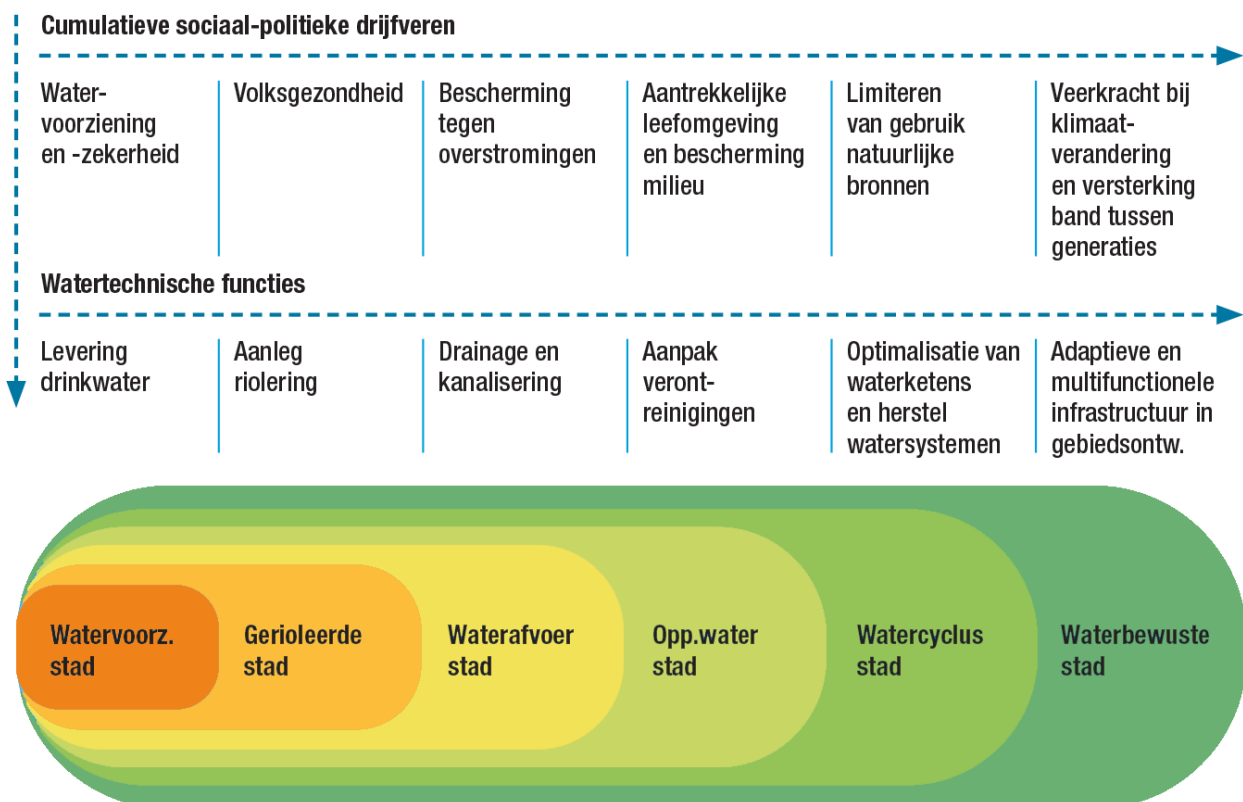 Cumulatieve sociaal-politieke drijfveren
Water-
voorziening
en -zekerheid
Volksgezondheid
Bescherming
tegen
overstromingen
Aantrekkelijke
leefomgeving
en bescherming
milieu
Limiteren
van gebruik
natuurlijke
bronnen
Veerkracht bij
klimaat-
verandering
en versterking
band tussen
generaties
Watertechnische functies
Levering
drinkwater
Aanleg
riolering
Drainage en
kanalisering
Aanpak
veront-
reinigingen
Optimalisatie van
waterketens
en herstel
watersystemen
Adaptieve en
multifunctionele
infrastructuur in
gebiedsontw.
Watervoorz.
stad
Gerioleerde
stad
Waterafvoer
stad
Opp.water
stad
Watercyclus
stad
Waterbewuste
stad